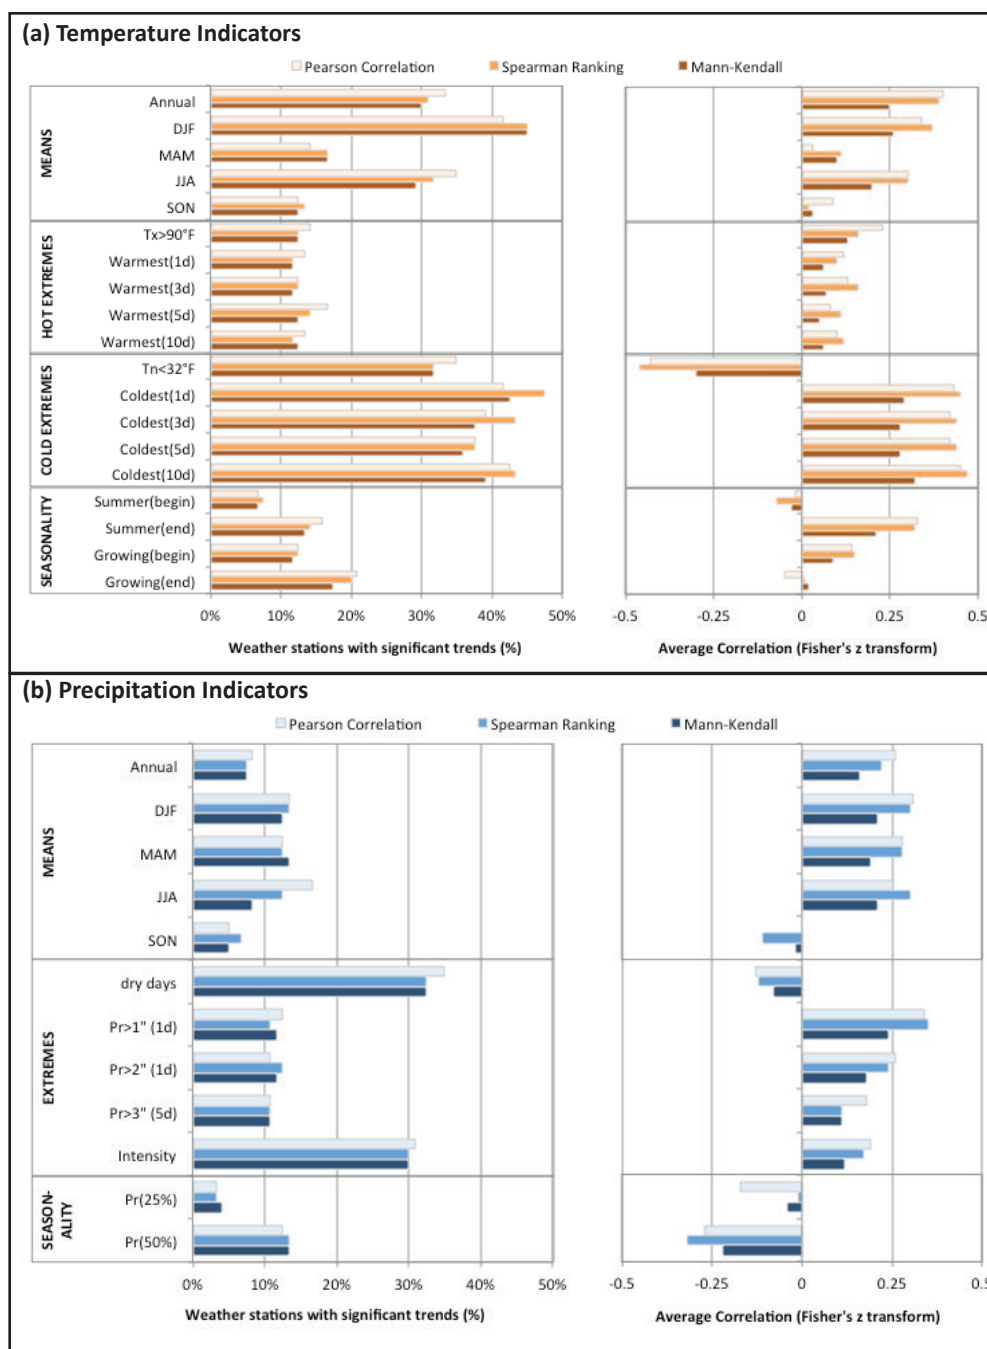 (a) Temperature Indicators
Pearson Correlation Spearman Ranking Mann-Kendall
MEANS
Annual
DJF
MAM
JJA
SON
HOT EXTREMES
Tx>90°F
Warmest(1d)
Warmest(3d)
Warmest(5d)
Warmest(10d)
COLD EXTREMES
Tn<32°F
Coldest(1d)
Coldest(3d)
Coldest(5d)
Coldest(10d)
SEASONALITY
Summer(begin)
Summer(end)
Growing(begin)
Growing(end)
0% 10% 20% 30% 40% 50%
Weather stations with significant trends (%)
-0.5 -0.25 0 0.25 0.5
Average Correlation (Fisher's z transform)
(b) Precipitation Indicators
Pearson Correlation Spearman Ranking Mann-Kendall
MEANS
Annual
DJF
MAM
JJA
SON
EXTREMES
dry days
Pr>1" (1d)
Pr>2" (1d)
Pr>3" (5d)
Intensity
SEASON-
ALITY
Pr(25%)
Pr(50%)
0% 10% 20% 30% 40% 50%
Weather stations with significant trends (%)
-0.5 -0.25 0 0.25 0.5
Average Correlation (Fisher's z transform)